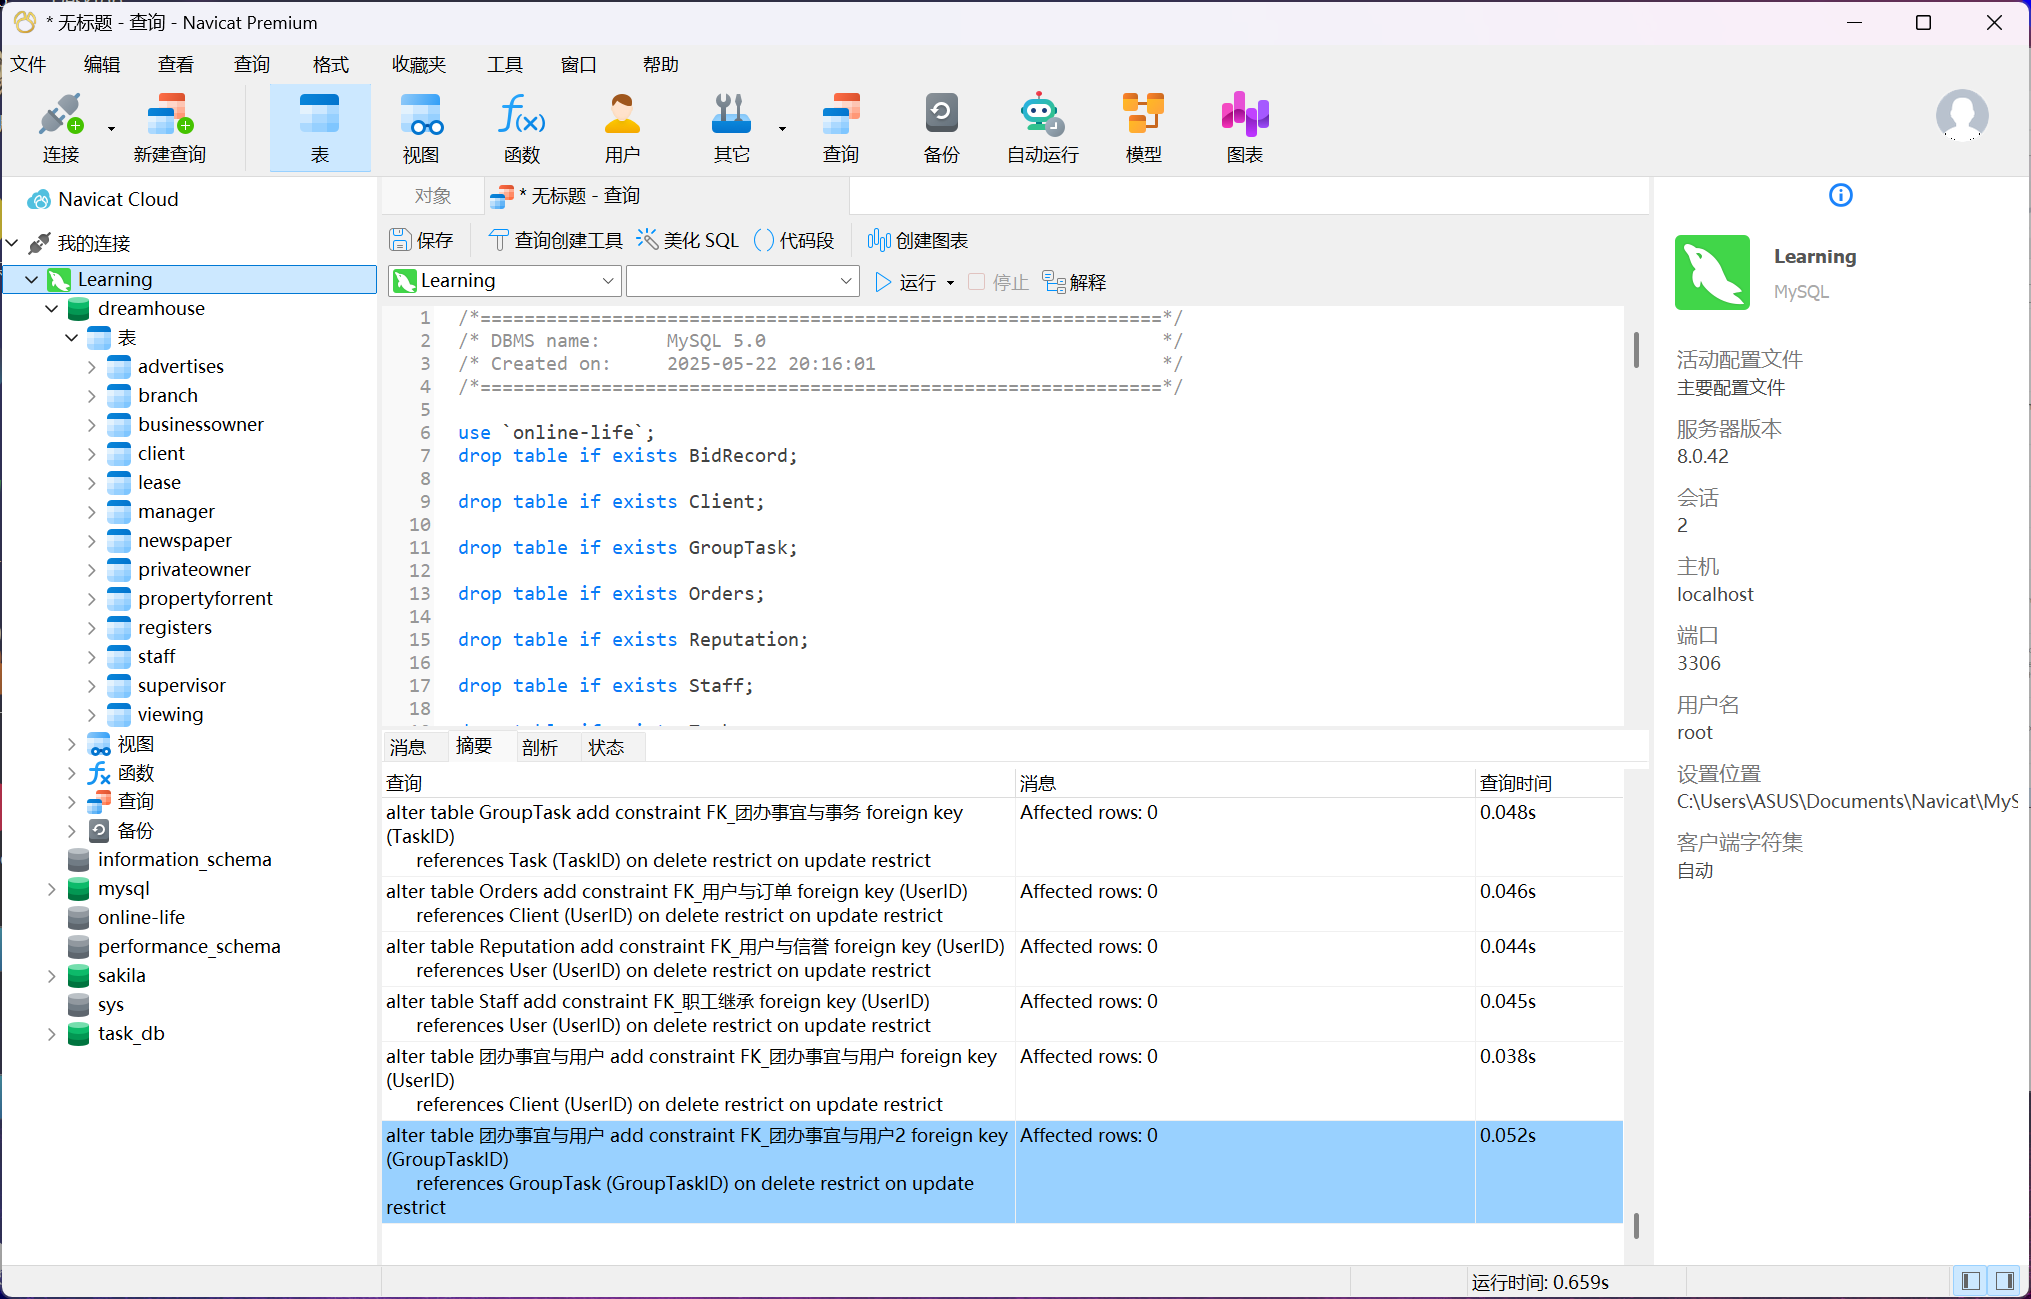 * 无标题 - 查询 - Navicat Premium
文件 编辑 查看 查询 格式 收藏夹 工具 窗口 帮助
连接 新建查询 表 视图 函数 用户 其它 查询 备份 自动运行 模型 图表
Navicat Cloud
我的连接
Learning
dreamhouse
表
advertises
branch
businessowner
client
lease
manager
newspaper
privateowner
propertyforrent
registers
staff
supervisor
viewing
视图
函数
查询
备份
information_schema
mysql
online-life
performance_schema
sakila
sys
task_db
对象 * 无标题 - 查询
保存 查询创建工具 美化 SQL () 代码段 创建图表
Learning 运行 停止 解释
1 /*==============================================================*/
2 /* DBMS name:      MySQL 5.0                                    */
3 /* Created on:     2025-05-22 20:16:01                          */
4 /*==============================================================*/
5
6 use `online-life`;
7 drop table if exists BidRecord;
8
9 drop table if exists Client;
10
11 drop table if exists GroupTask;
12
13 drop table if exists Orders;
14
15 drop table if exists Reputation;
16
17 drop table if exists Staff;
18
消息 摘要 剖析 状态
查询 消息 查询时间
alter table GroupTask add constraint FK_团办事宜与事务 foreign key Affected rows: 0 0.048s
(TaskID)
references Task (TaskID) on delete restrict on update restrict
alter table Orders add constraint FK_用户与订单 foreign key (UserID) Affected rows: 0 0.046s
references Client (UserID) on delete restrict on update restrict
alter table Reputation add constraint FK_用户与信誉 foreign key (UserID) Affected rows: 0 0.044s
references User (UserID) on delete restrict on update restrict
alter table Staff add constraint FK_职工继承 foreign key (UserID) Affected rows: 0 0.045s
references User (UserID) on delete restrict on update restrict
alter table 团办事宜与用户 add constraint FK_团办事宜与用户 foreign key Affected rows: 0 0.038s
(UserID)
references Client (UserID) on delete restrict on update restrict
alter table 团办事宜与用户 add constraint FK_团办事宜与用户2 foreign key Affected rows: 0 0.052s
(GroupTaskID)
references GroupTask (GroupTaskID) on delete restrict on update
restrict
运行时间: 0.659s
Learning
MySQL
活动配置文件
主要配置文件
服务器版本
8.0.42
会话
2
主机
localhost
端口
3306
用户名
root
设置位置
C:\Users\ASUS\Documents\Navicat\MyS
客户端字符集
自动